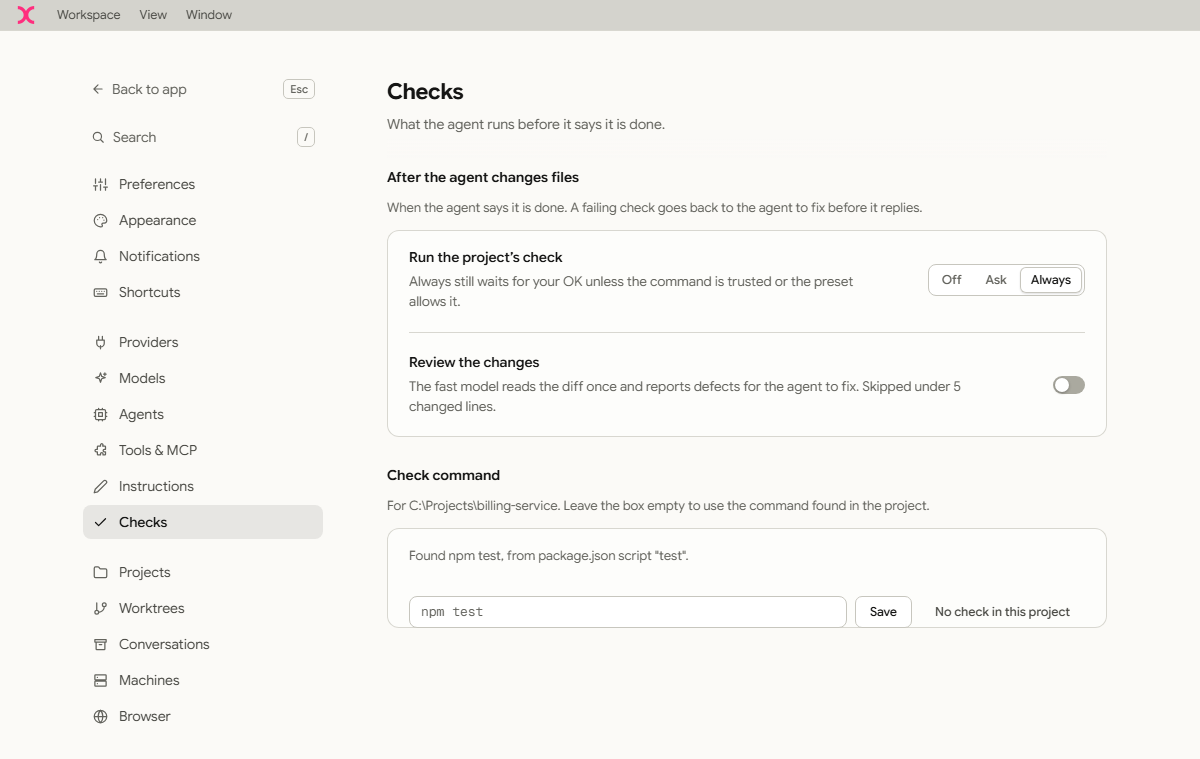 Workspace View Window
Back to app Esc
Search /
Preferences
Appearance
Notifications
Shortcuts
Providers
Models
Agents
Tools & MCP
Instructions
Checks
Projects
Worktrees
Conversations
Machines
Browser
Checks
What the agent runs before it says it is done.
After the agent changes files
When the agent says it is done. A failing check goes back to the agent to fix before it replies.
Run the project’s check
Always still waits for your OK unless the command is trusted or the preset
allows it.
Off Ask Always
Review the changes
The fast model reads the diff once and reports defects for the agent to fix. Skipped under 5
changed lines.
Check command
For C:\Projects\billing-service. Leave the box empty to use the command found in the project.
Found npm test, from package.json script "test".
npm test Save No check in this project